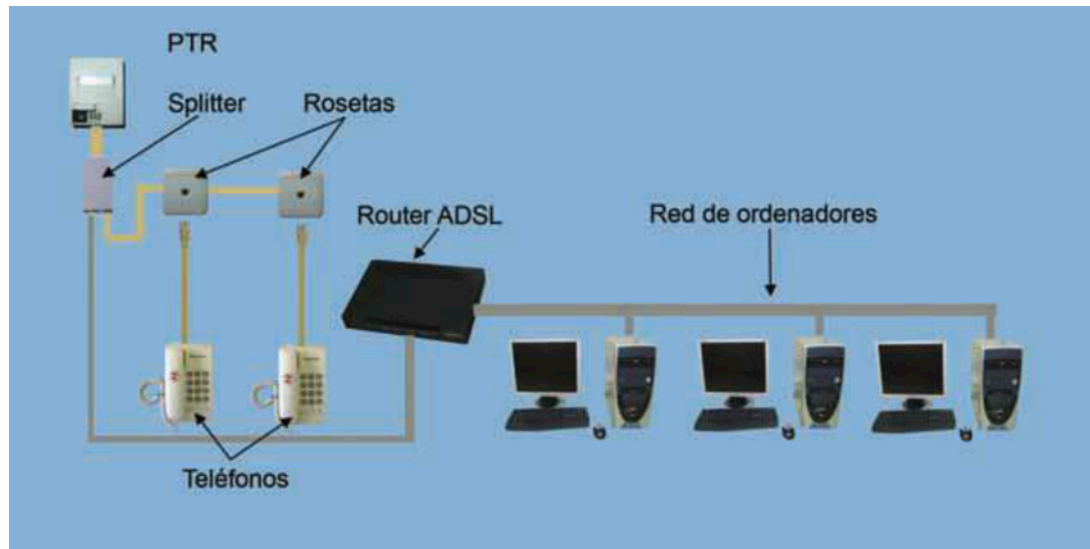 PTR
Splitter
Rosetas
Router ADSL
Red de ordenadores
Teléfonos